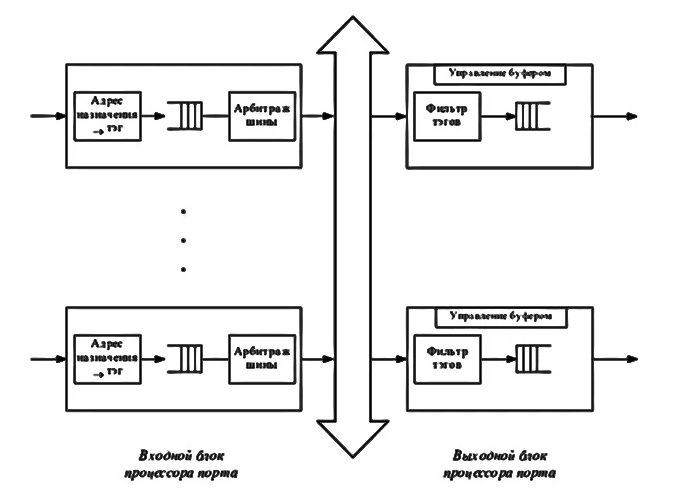 Управление буфером
Адрес
назначения
→ тэг
Арбитраж
шины
Фильтр
тэгов
Управление буфером
Адрес
назначения
→ тэг
Арбитраж
шины
Фильтр
тэгов
Входной блок
процессора порта
Выходной блок
процессора порта